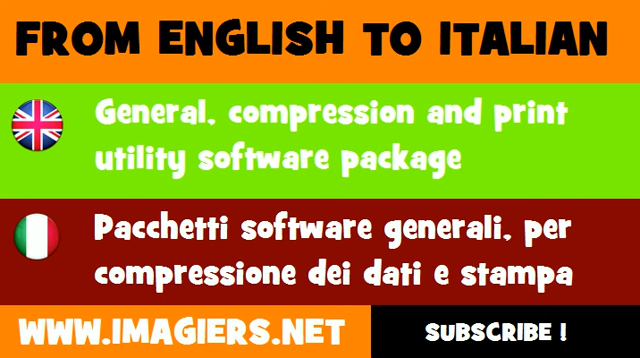 FROM ENGLISH TO ITALIAN
General, compression and print
utility software package
Pacchetti software generali, per
compressione dei dati e stampa
WWW.IMAGIERS.NET
SUBSCRIBE !